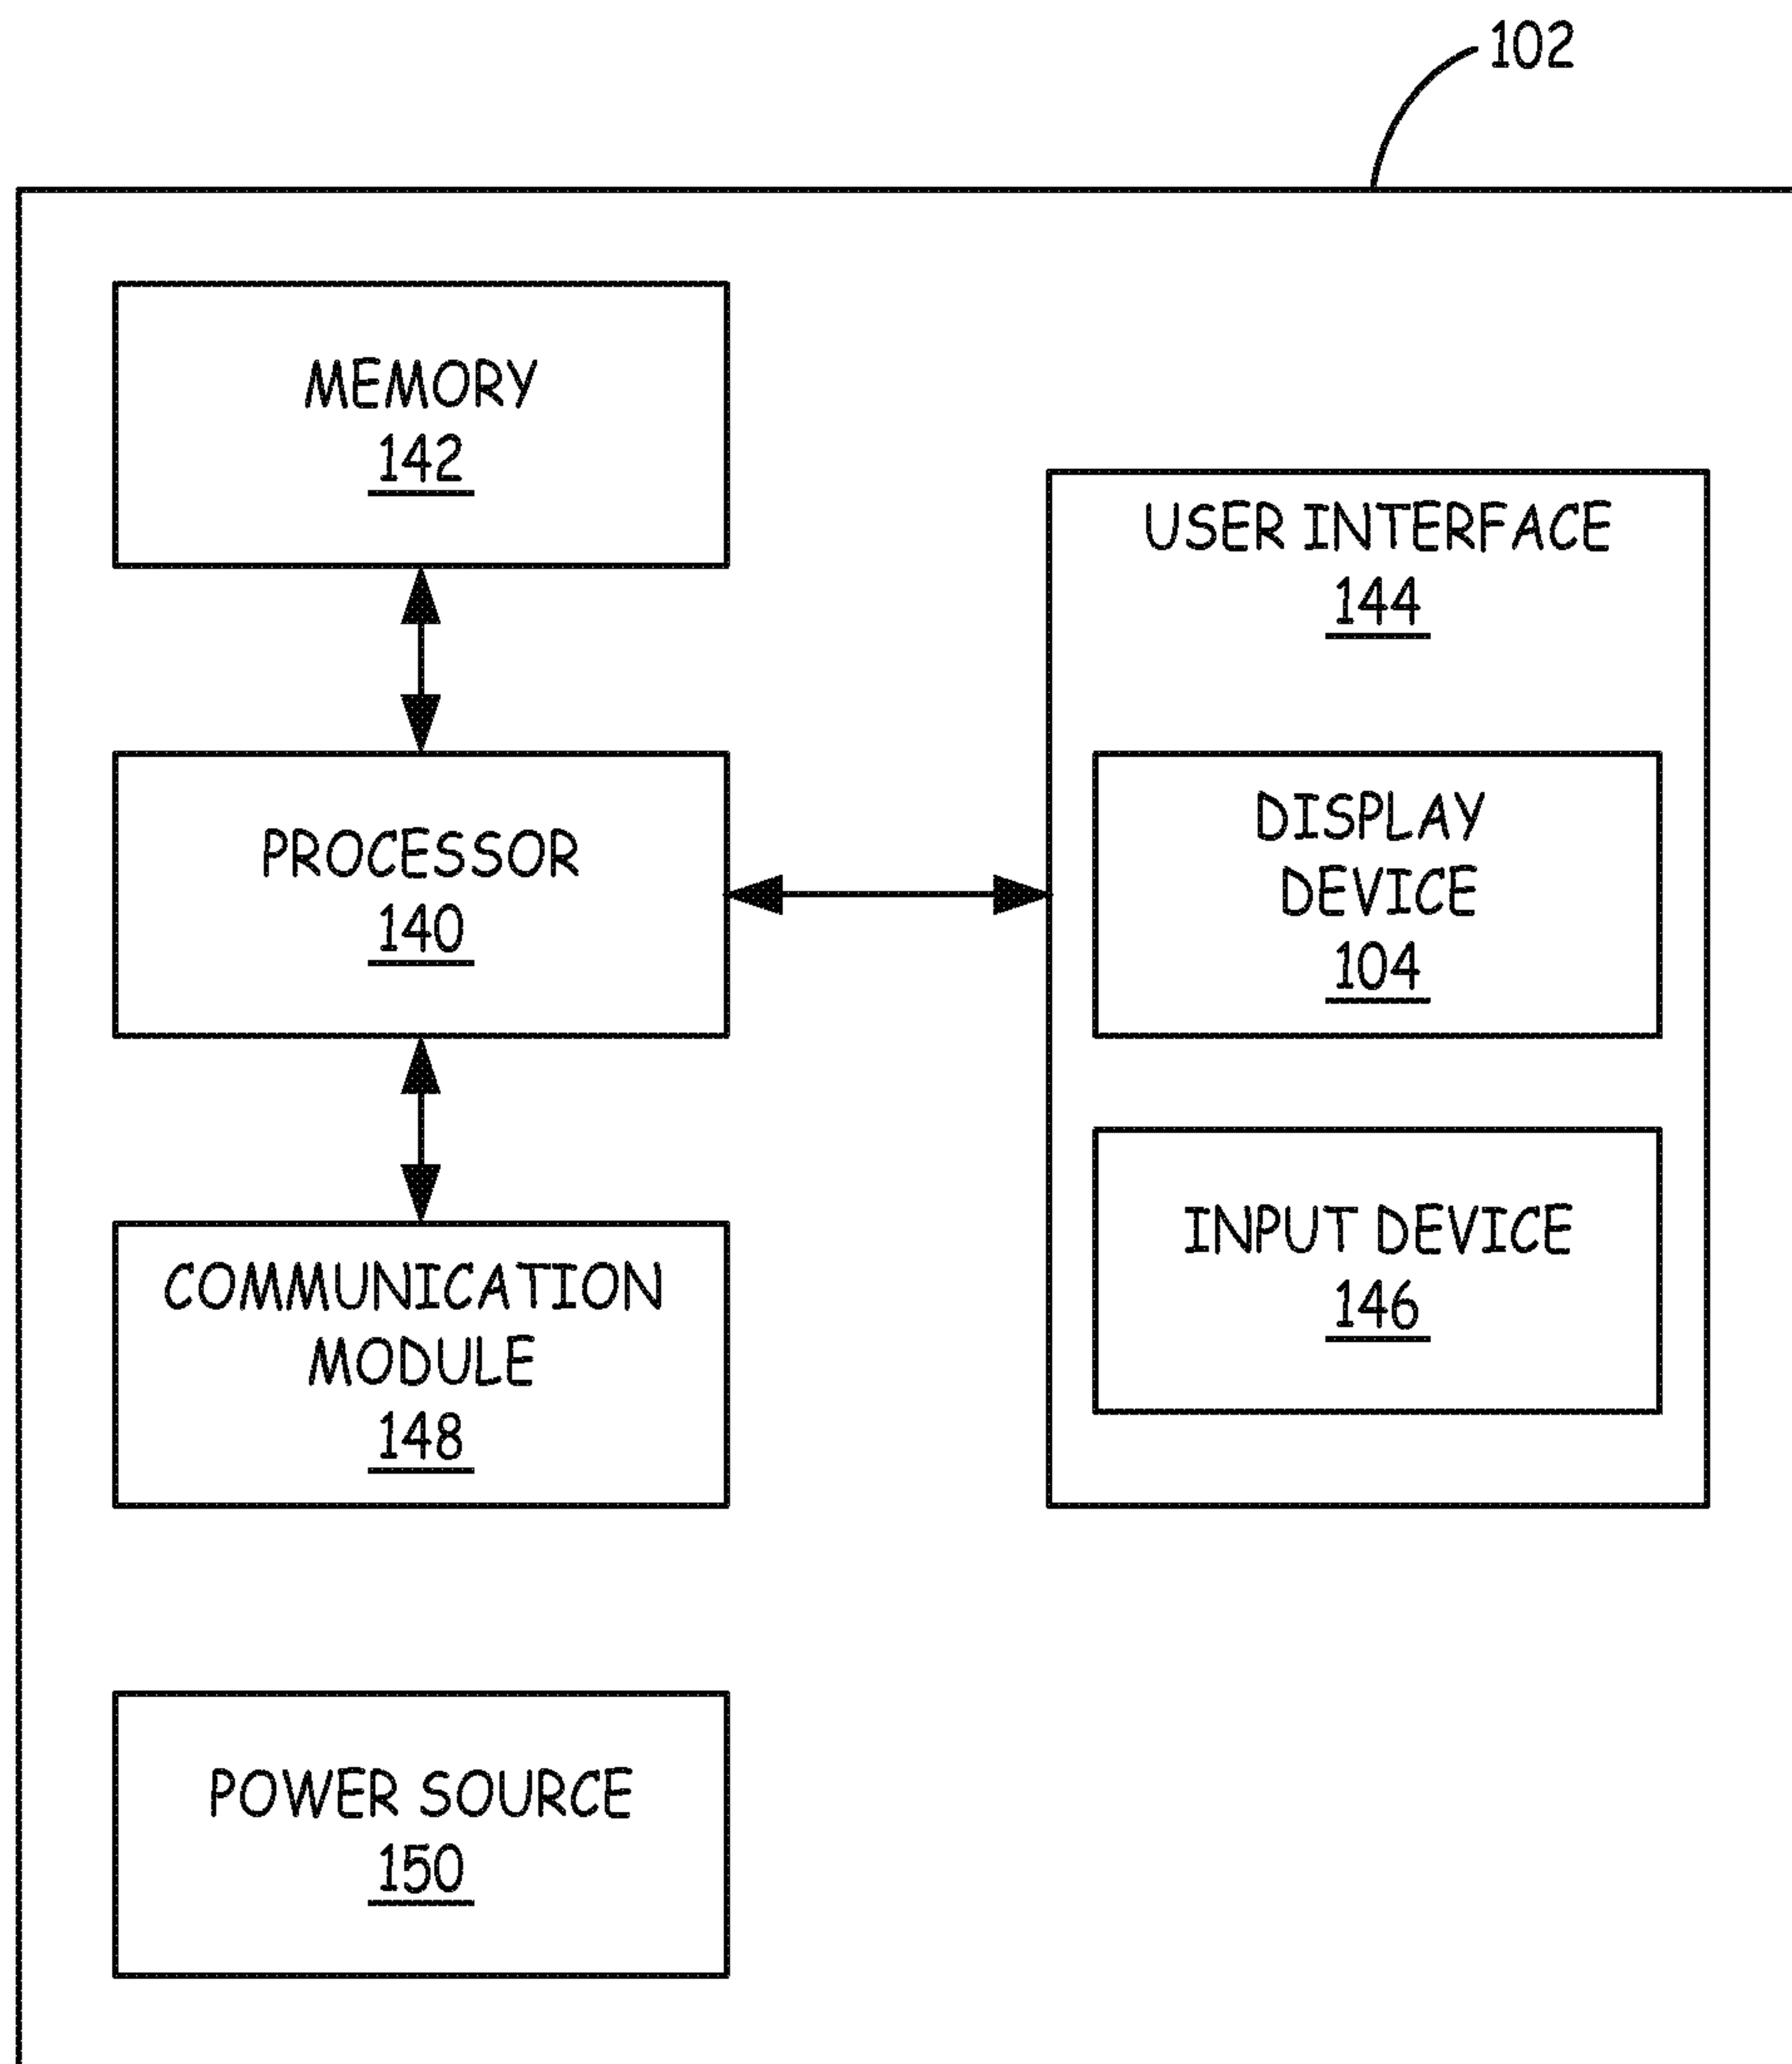 102
MEMORY
142
USER INTERFACE
144
PROCESSOR
140
DISPLAY
DEVICE
104
COMMUNICATION
MODULE
148
INPUT DEVICE
146
POWER SOURCE
150